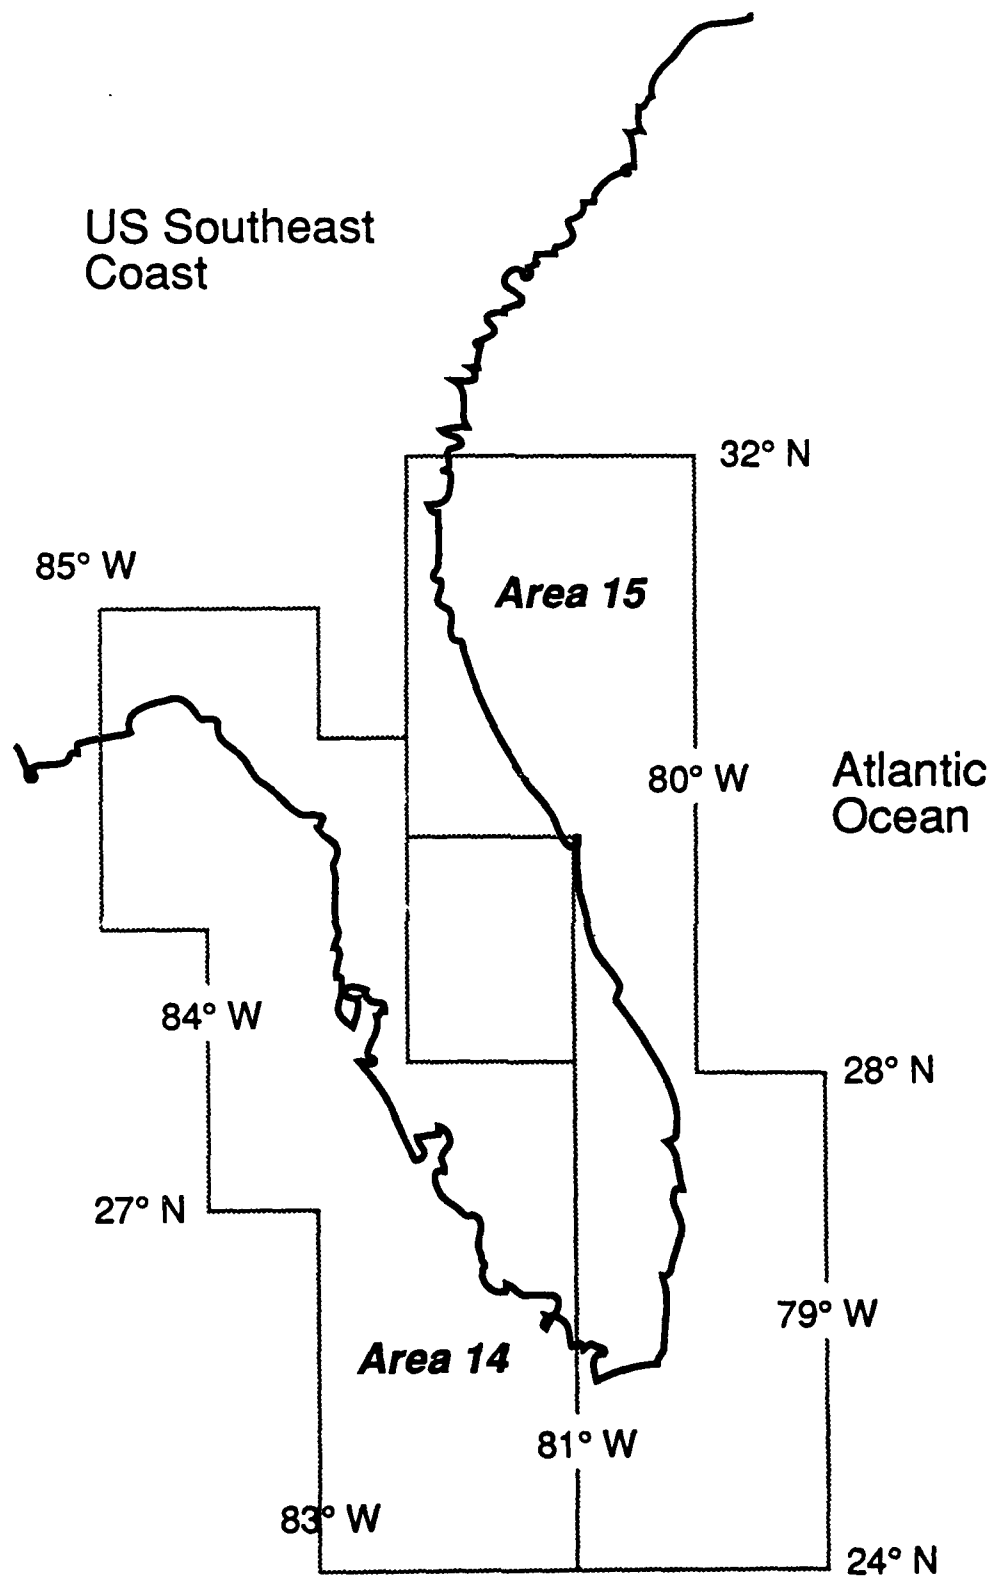 US Southeast
Coast
32° N
85° W
Area 15
80° W
Atlantic
Ocean
84° W
28° N
27° N
79° W
Area 14
81° W
83° W
24° N